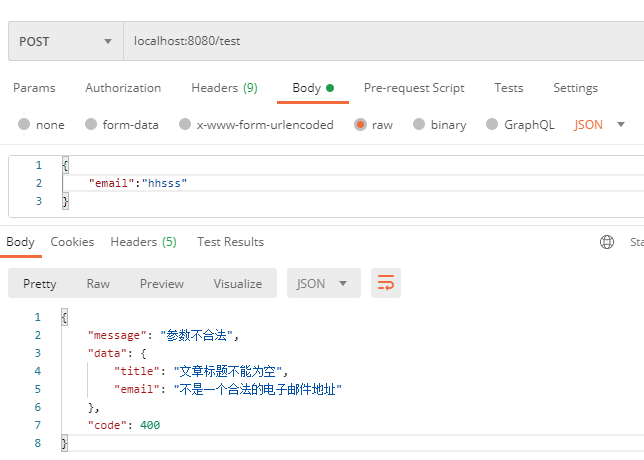 POST localhost:8080/test
Params Authorization Headers (9) Body Pre-request Script Tests Settings
none form-data x-www-form-urlencoded raw binary GraphQL JSON
1 {
2 "email":"hhsss"
3 }
Body Cookies Headers (5) Test Results Sta
Pretty Raw Preview Visualize JSON
1 {
2 "message": "参数不合法",
3 "data": {
4 "title": "文章标题不能为空",
5 "email": "不是一个合法的电子邮件地址"
6 },
7 "code": 400
8 }